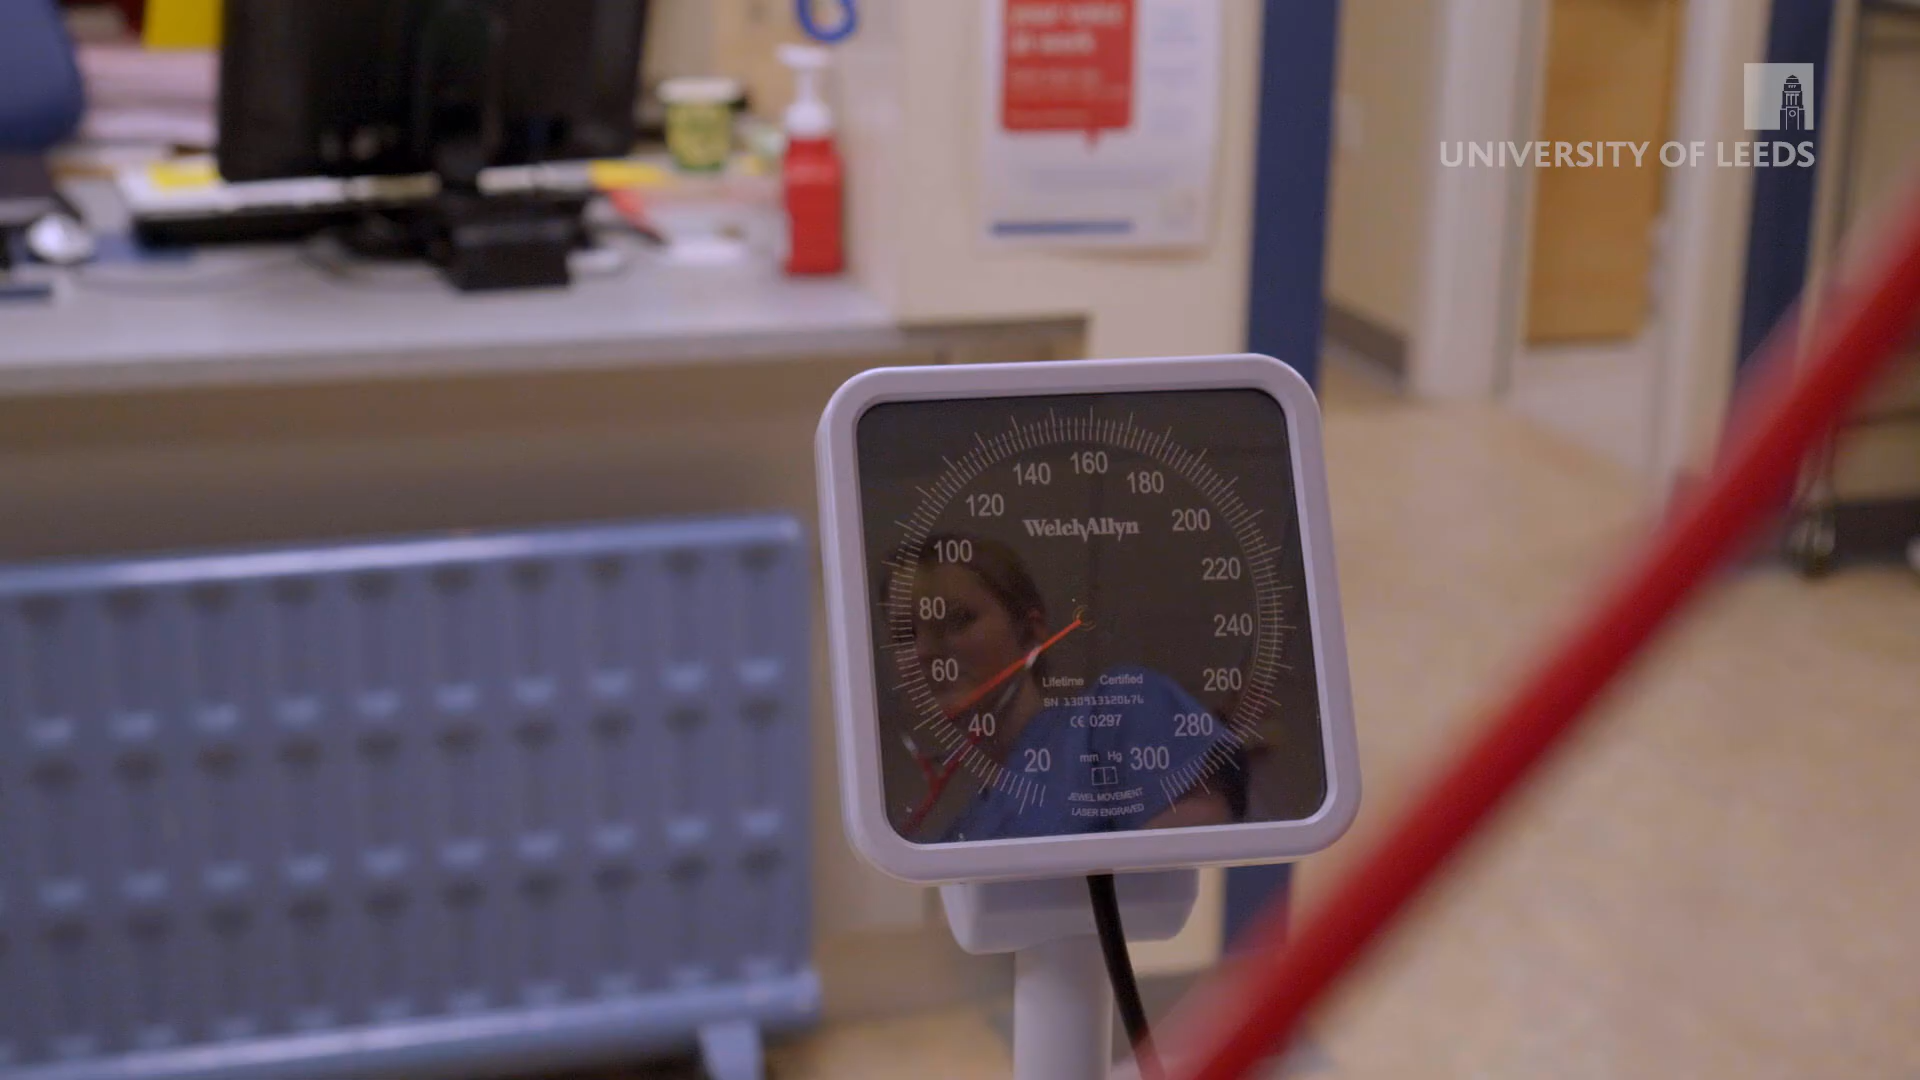 UNIVERSITY OF LEEDS
160
140
180
120
WelchAllyn
200
100
220
80
240
60
Lifetime Certified
260
SN
40
CE 0297
280
20
mm Hg
300
JEWEL MOVEMENT
LASER ENGRAVED